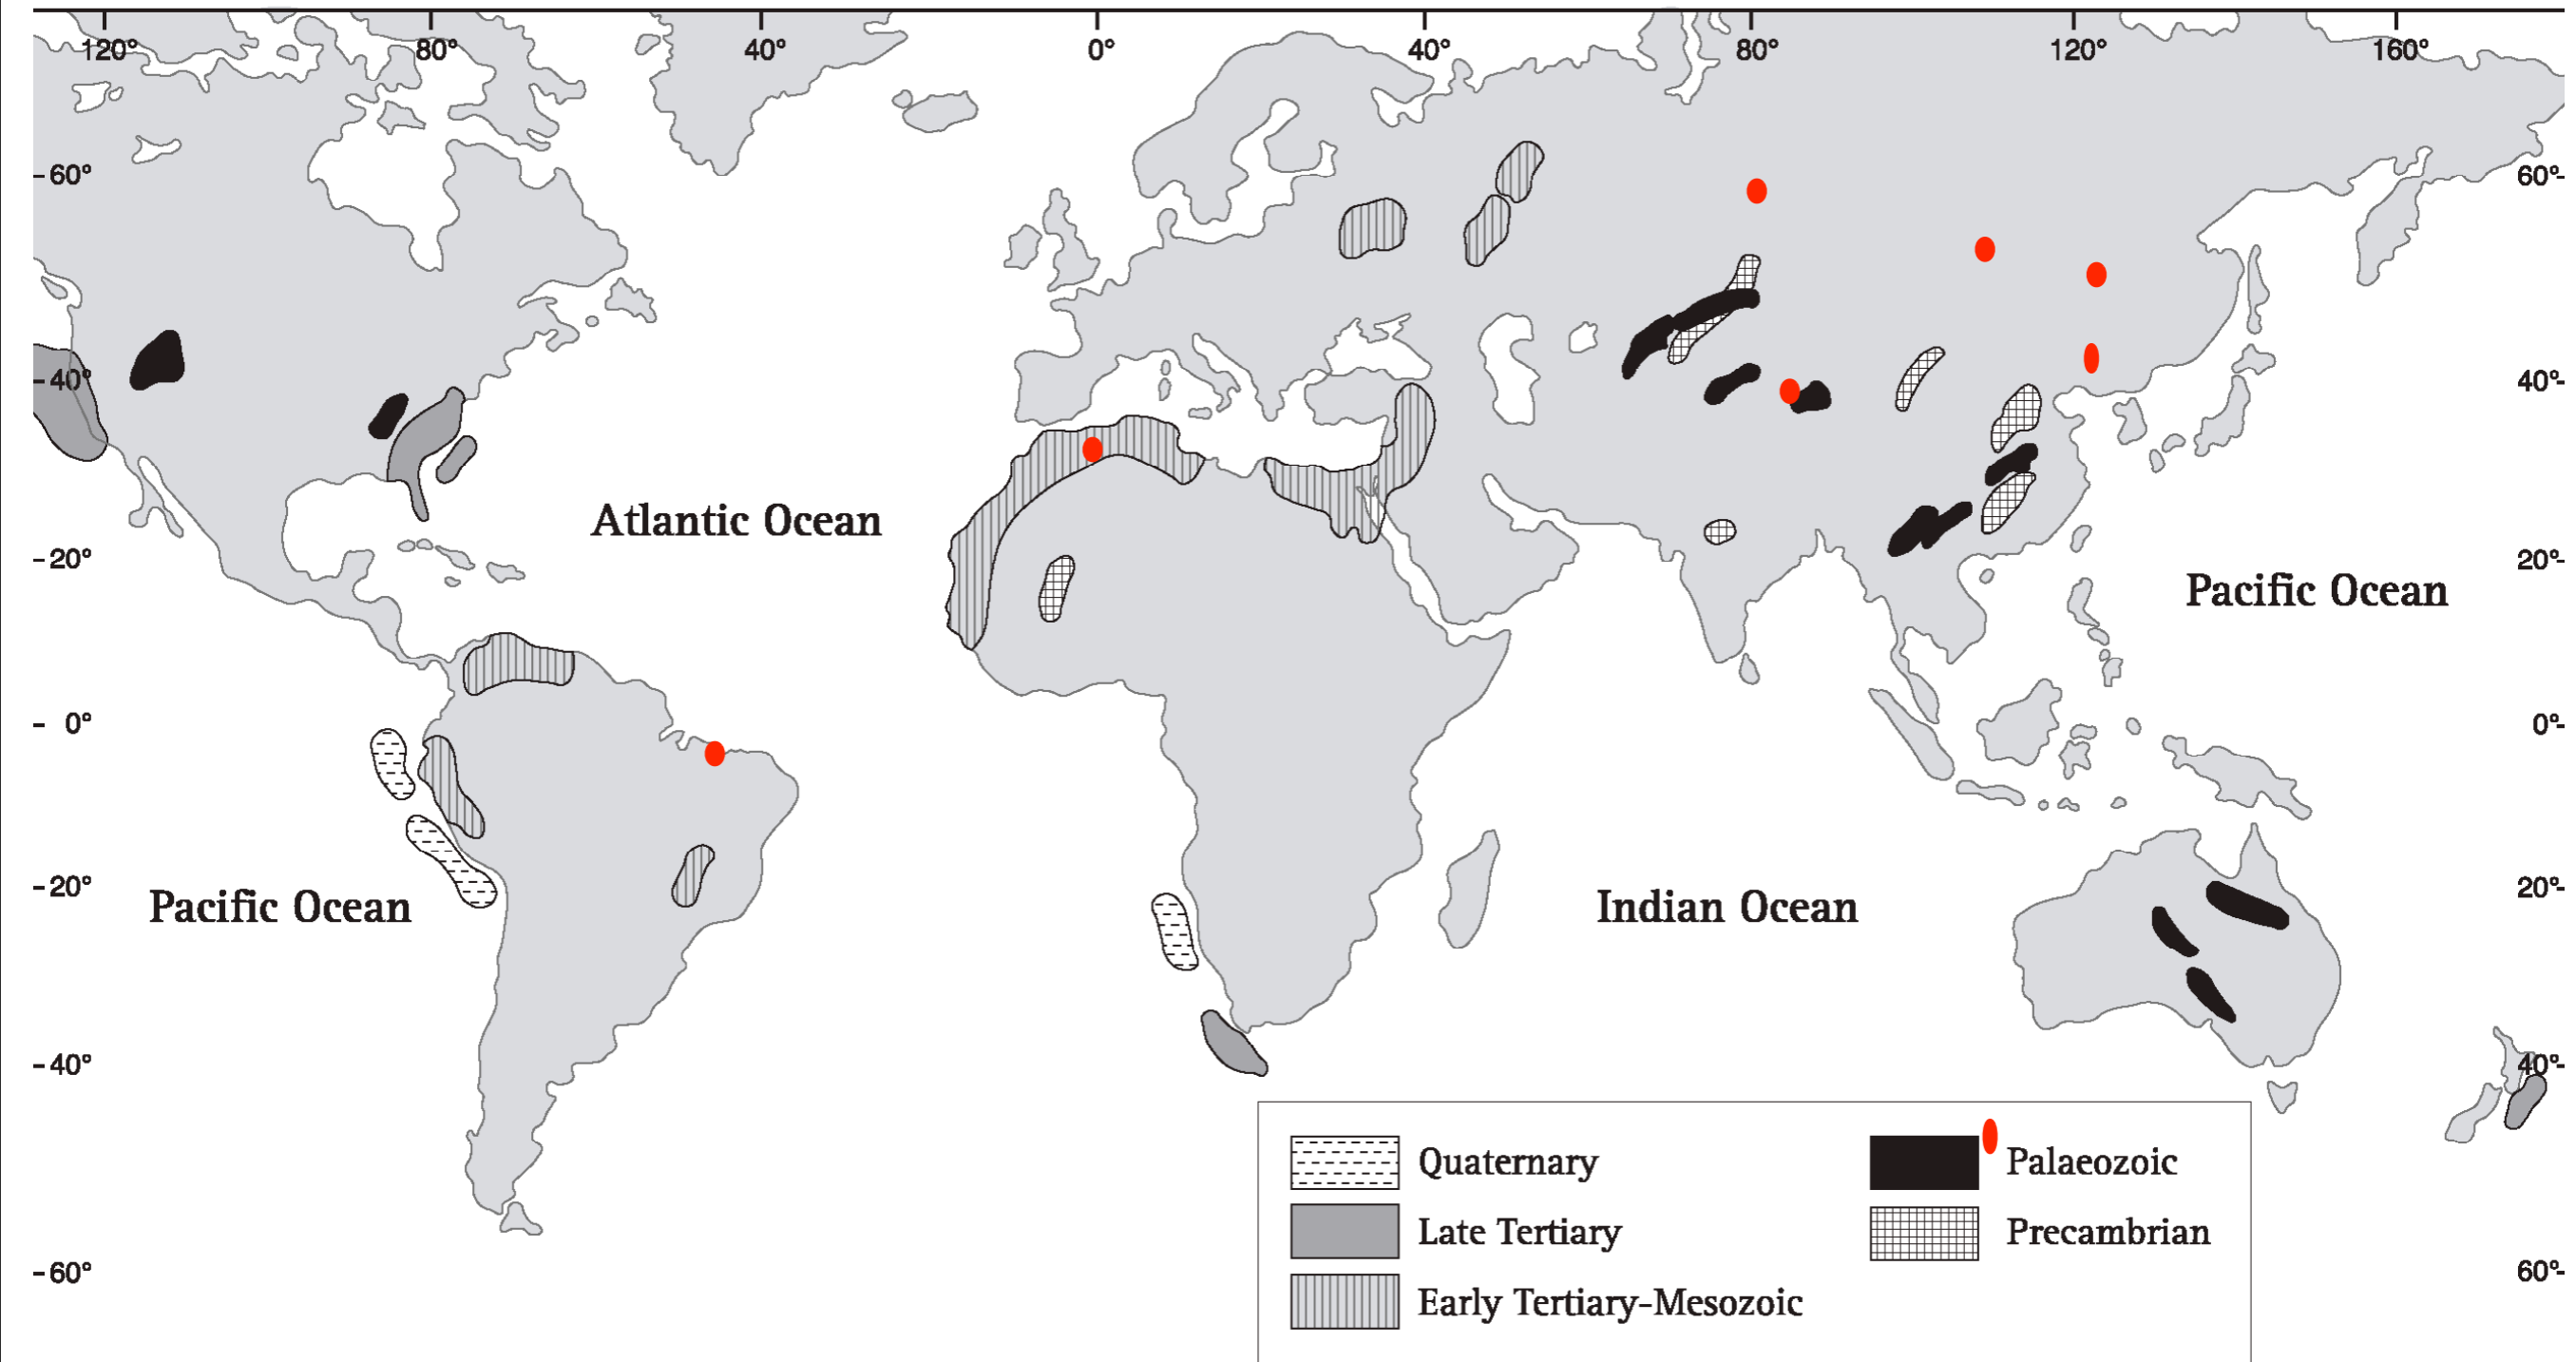 120° 80° 40° 0° 40° 80° 120° 160°
60° 60°
40° 40°
Atlantic Ocean
20° 20°
Pacific Ocean
0° 0°
20° 20°
Pacific Ocean Indian Ocean
40° 40°
Quaternary Palaeozoic
Late Tertiary Precambrian
60° 60°
Early Tertiary-Mesozoic